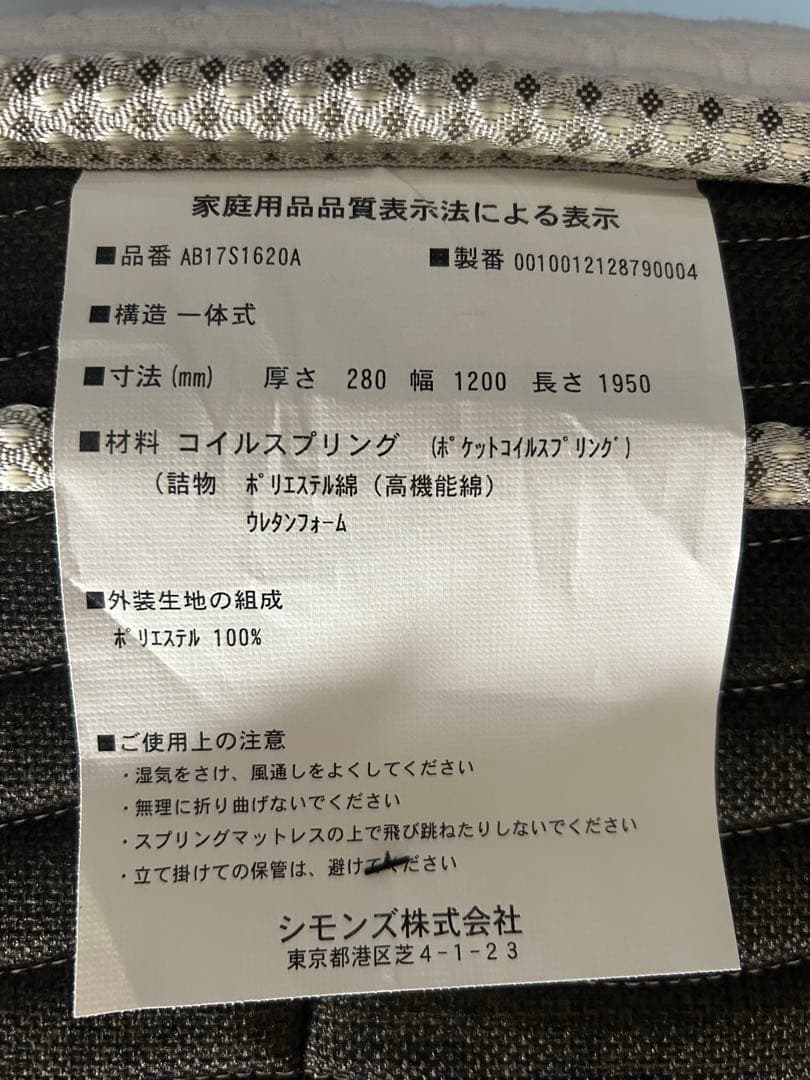 家庭用品品質表示法による表示
■品番 AB17S1620A ■製番 0010012128790004
■構造 一体式
■寸法(mm) 厚さ 280 幅 1200 長さ 1950
■材料 コイルスプリング (ﾎﾟｹｯﾄｺｲﾙｽﾌﾟﾘﾝｸﾞ)
(詰物 ﾎﾟﾘｴｽﾃﾙ綿(高機能綿)
ｳﾚﾀﾝﾌｫｰﾑ
■外装生地の組成
ﾎﾟﾘｴｽﾃﾙ 100%
■ご使用上の注意
・湿気をさけ、風通しをよくしてください
・無理に折り曲げないでください
・スプリングマットレスの上で飛び跳ねたりしないでください
・立て掛けての保管は、避けてください
シモンズ株式会社
東京都港区芝4-1-23